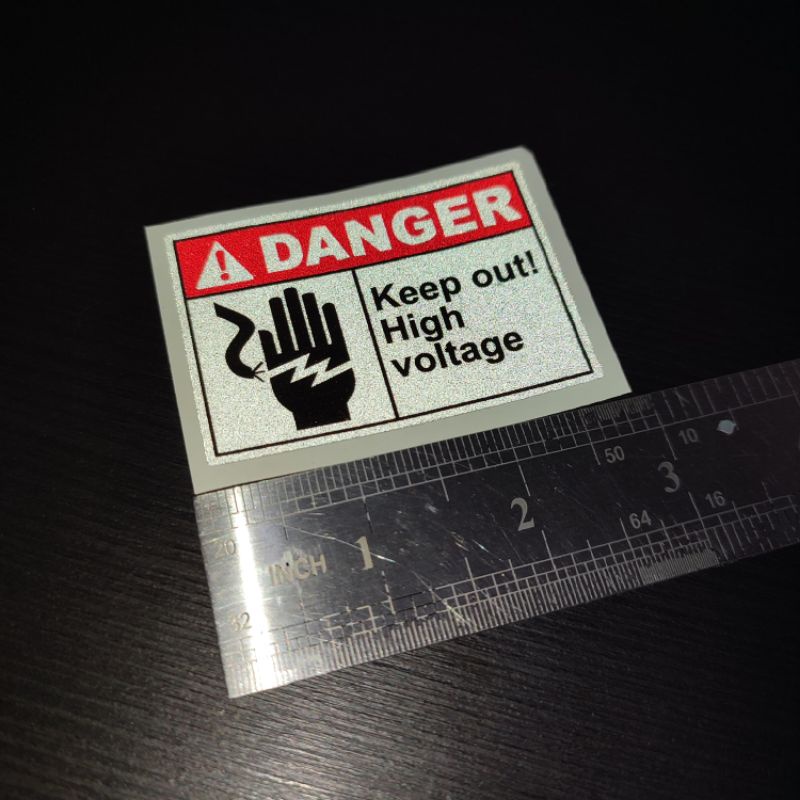 ! DANGER
Keep out!
High
voltage
50 10
20 INCH 1 2 3
32 64 16